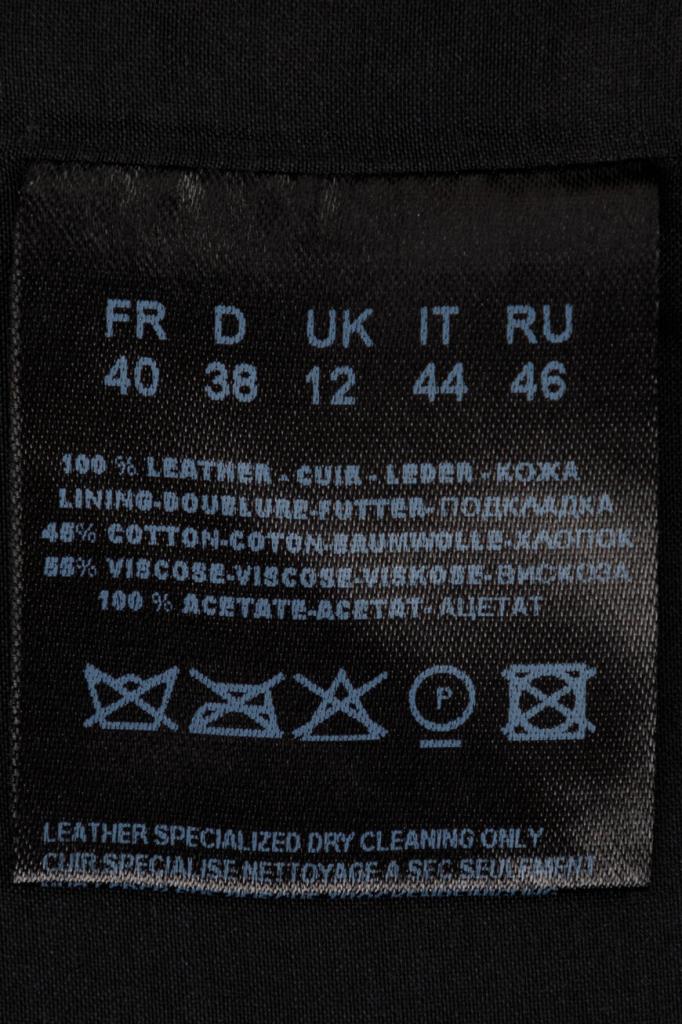 FR D UK IT RU
40 38 12 44 46
100 % LEATHER - CUIR - LEDER - КОЖА
LINING-DOUBLURE-FUTTER-ПОДКЛАДКА
45% COTTON-COTON-BAUMWOLLE-ХЛОПОК
55% VISCOSE-VISCOSE-VISKOSE-ВИСКОЗА
100 % ACETATE-ACETAT-АЦЕТАТ
P
LEATHER SPECIALIZED DRY CLEANING ONLY
CUIR SPECIALISE NETTOYAGE A SEC SEULEMENT